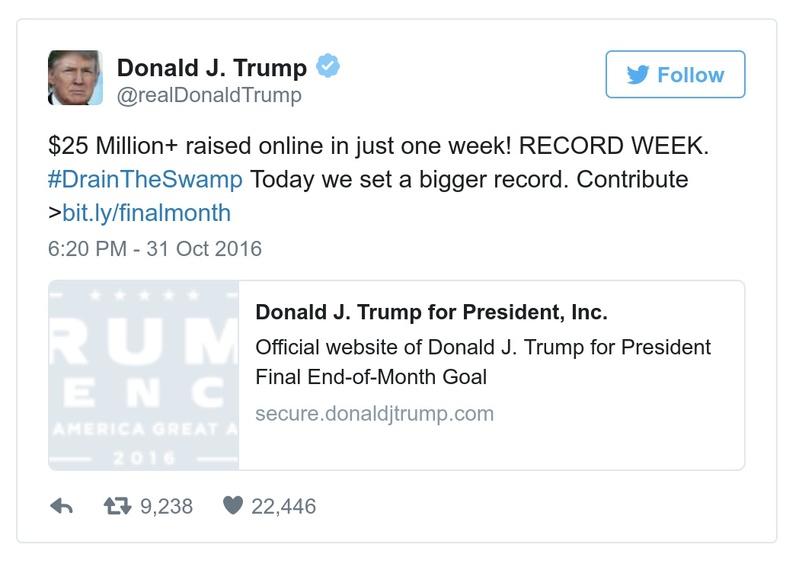 Donald J. Trump
@realDonaldTrump
Follow
$25 Million+ raised online in just one week! RECORD WEEK.
#DrainTheSwamp Today we set a bigger record. Contribute
>bit.ly/finalmonth
6:20 PM - 31 Oct 2016
RUM
ENC
AMERICA GREAT A
2016
Donald J. Trump for President, Inc.
Official website of Donald J. Trump for President
Final End-of-Month Goal
secure.donaldjtrump.com
9,238 22,446